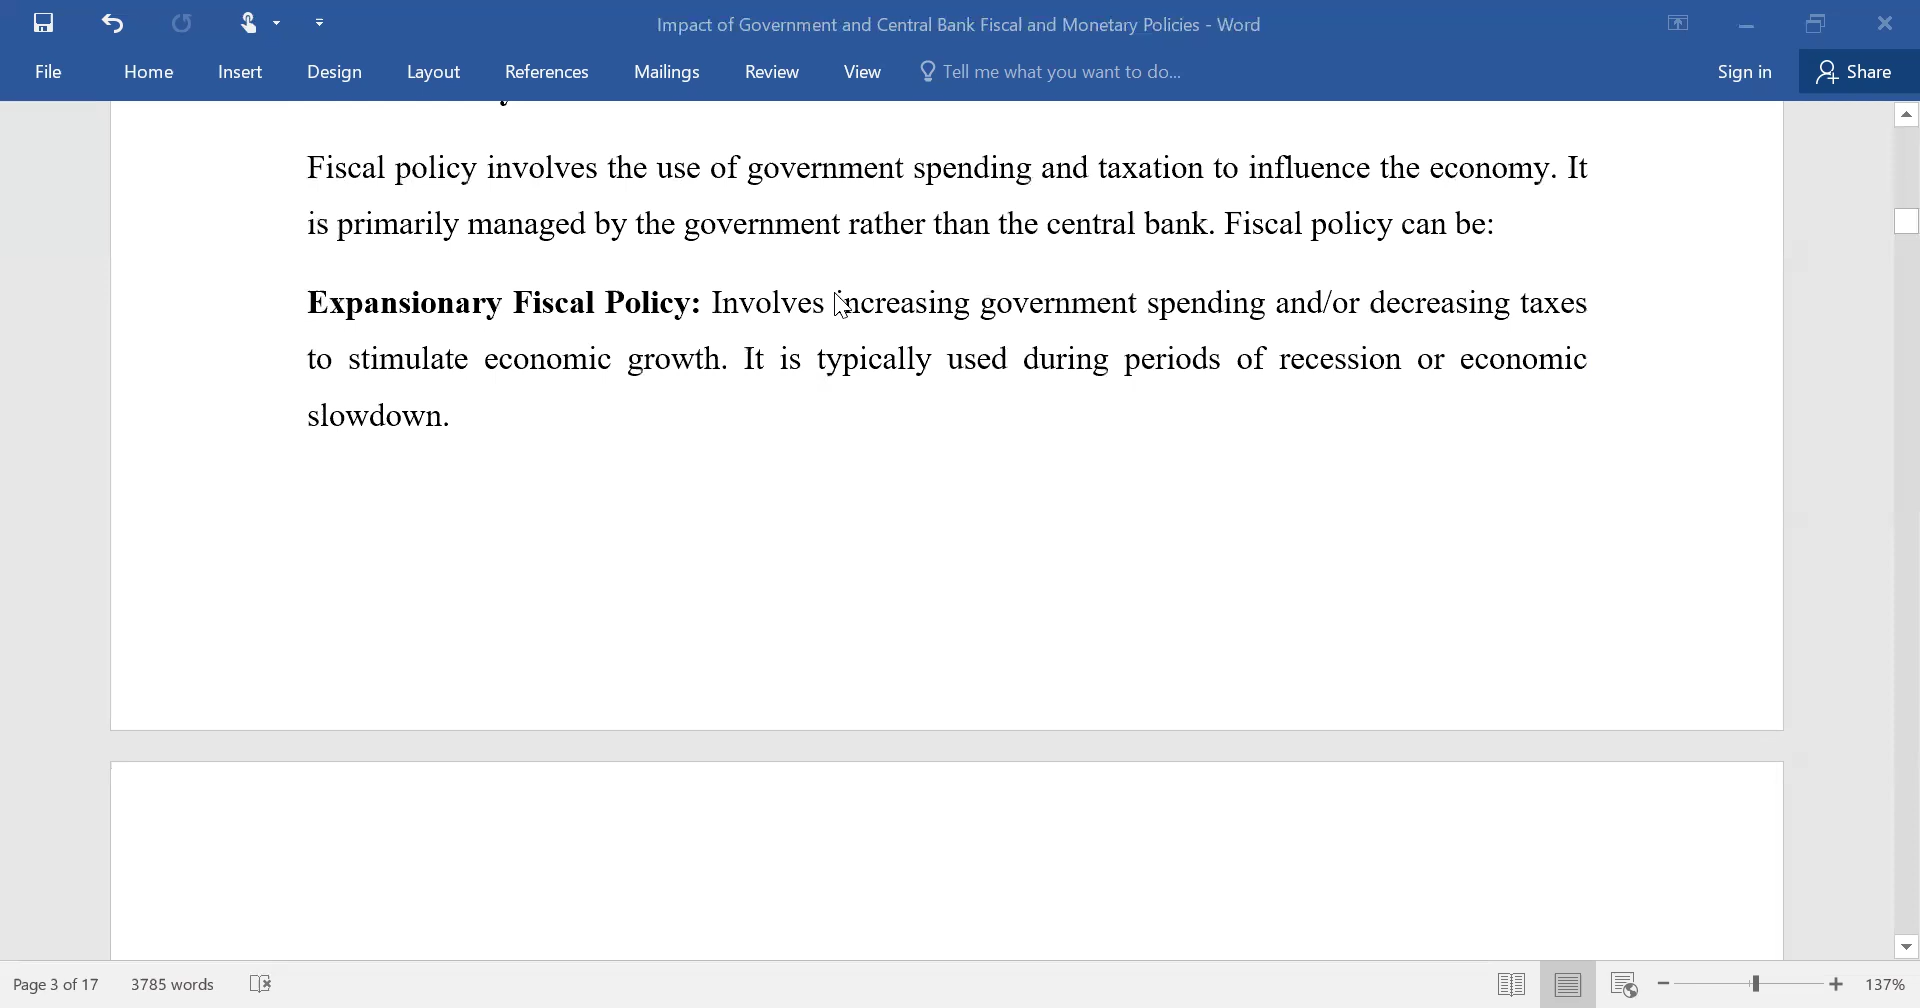 Impact of Government and Central Bank Fiscal and Monetary Policies - Word
File Home Insert Design Layout References Mailings Review View Tell me what you want to do... Sign in Share
Fiscal policy involves the use of government spending and taxation to influence the economy. It
is primarily managed by the government rather than the central bank. Fiscal policy can be:
Expansionary Fiscal Policy: Involves increasing government spending and/or decreasing taxes
to stimulate economic growth. It is typically used during periods of recession or economic
slowdown.
Page 3 of 17 3785 words 137%